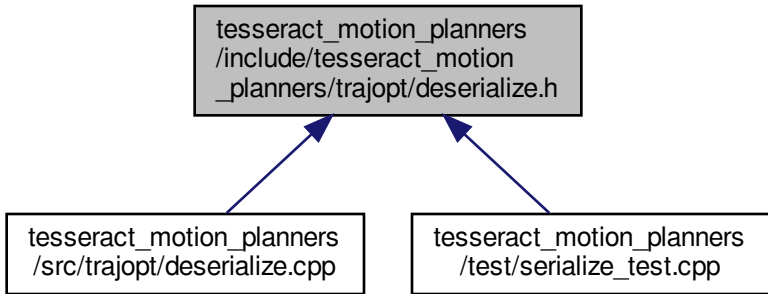 tesseract_motion_planners
/include/tesseract_motion
_planners/trajopt/deserialize.h
tesseract_motion_planners
/src/trajopt/deserialize.cpp
tesseract_motion_planners
/test/serialize_test.cpp